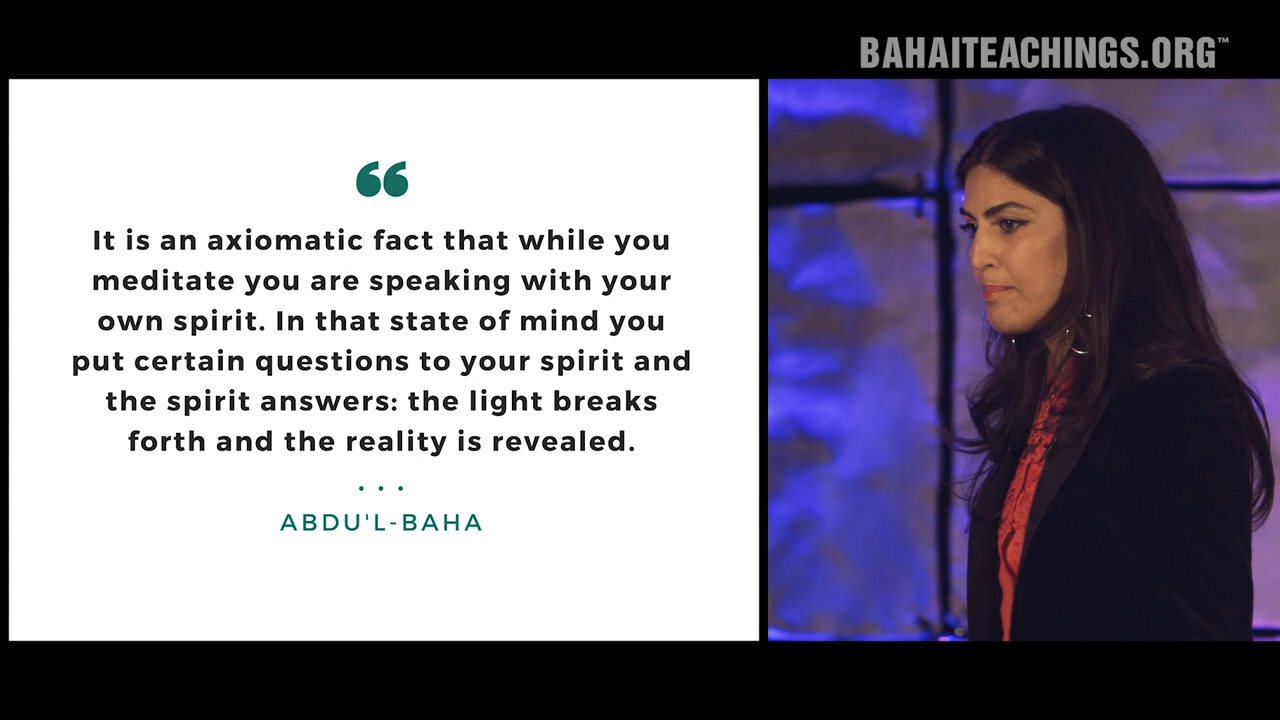 BAHAITEACHINGS.ORG™
“
It is an axiomatic fact that while you
meditate you are speaking with your
own spirit. In that state of mind you
put certain questions to your spirit and
the spirit answers: the light breaks
forth and the reality is revealed.
. . .
ABDU'L-BAHA